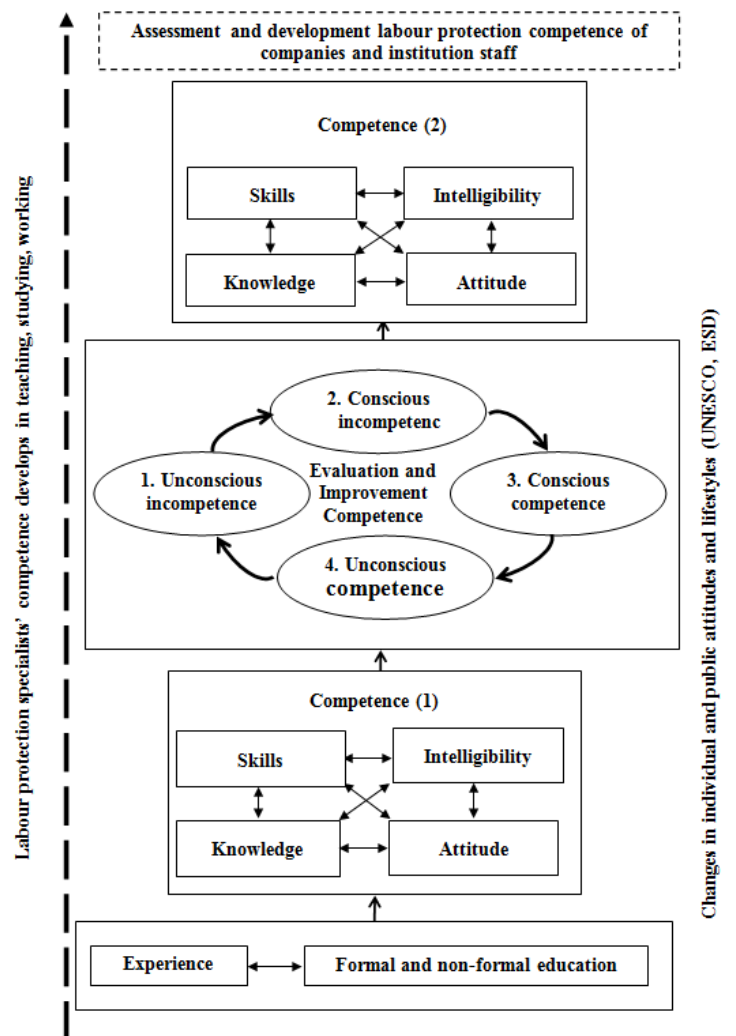 Assessment and development labour protection competence of
companies and institution staff
Competence (2)
Skills
Intelligibility
Knowledge
Attitude
2. Conscious
incompetenc
1. Unconscious
incompetence
Evaluation and
Improvement
Competence
3. Conscious
competence
4. Unconscious
competence
Competence (1)
Skills
Intelligibility
Knowledge
Attitude
Experience
Formal and non-formal education
Labour protection specialists’ competence develops in teaching, studying, working
Changes in individual and public attitudes and lifestyles (UNESCO, ESD)